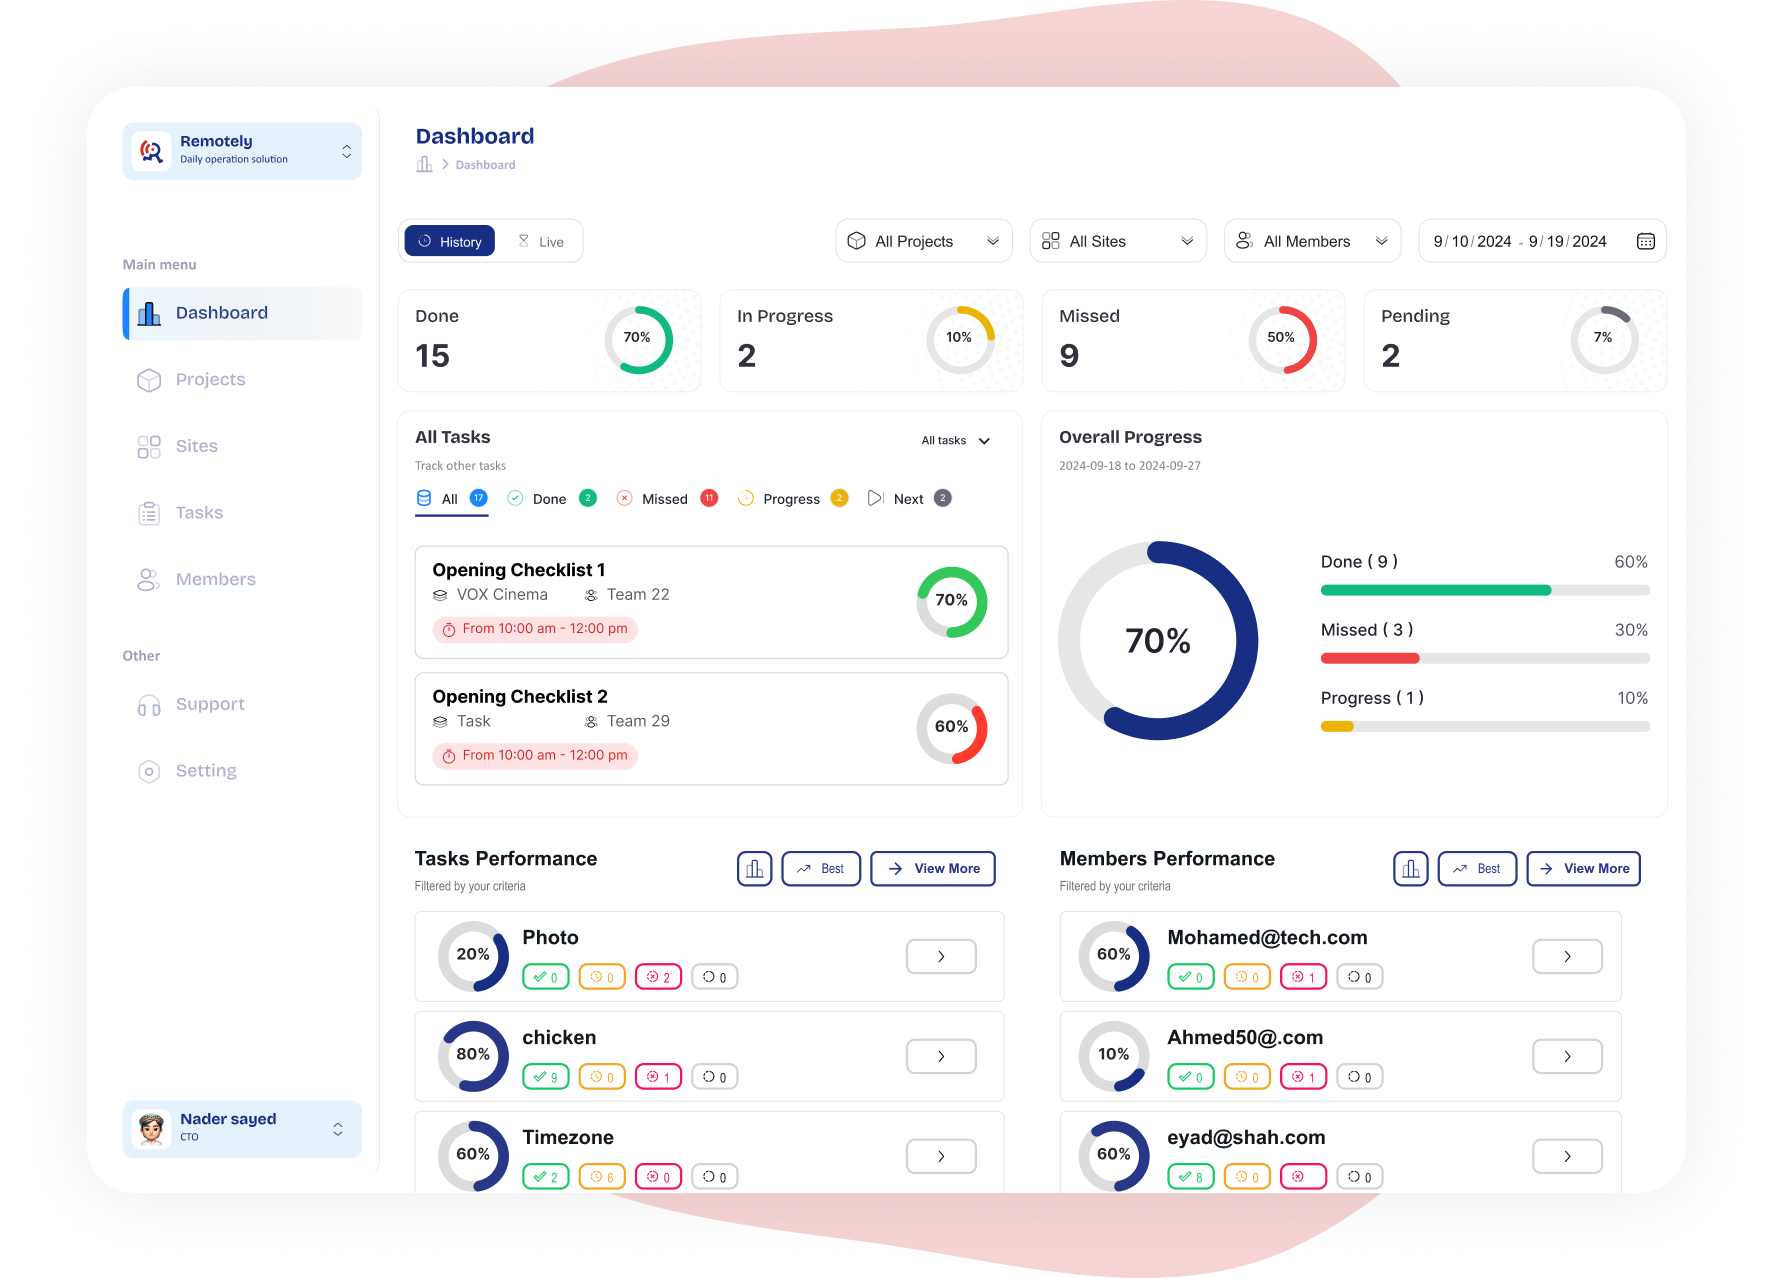 Remotely
Daily operation solution
Main menu
Dashboard
Projects
Sites
Tasks
Members
Other
Support
Setting
Nader sayed
CTO
Dashboard
Dashboard
History
Live
All Projects
All Sites
All Members
9/10/2024 - 9/19/2024
Done
15
70%
In Progress
2
10%
Missed
9
50%
Pending
2
7%
All Tasks
All tasks
Track other tasks
All 17
Done 2
Missed 11
Progress 2
Next 2
Opening Checklist 1
VOX Cinema
Team 22
From 10:00 am - 12:00 pm
70%
Opening Checklist 2
Task
Team 29
From 10:00 am - 12:00 pm
60%
Overall Progress
2024-09-18 to 2024-09-27
70%
Done ( 9 ) 60%
Missed ( 3 ) 30%
Progress ( 1 ) 10%
Tasks Performance
Filtered by your criteria
Best
View More
20%
Photo
0 0 2 0
80%
chicken
9 0 1 0
60%
Timezone
2 6 0 0
Members Performance
Filtered by your criteria
Best
View More
60%
Mohamed@tech.com
0 0 1 0
10%
Ahmed50@.com
0 0 1 0
60%
eyad@shah.com
8 0 0